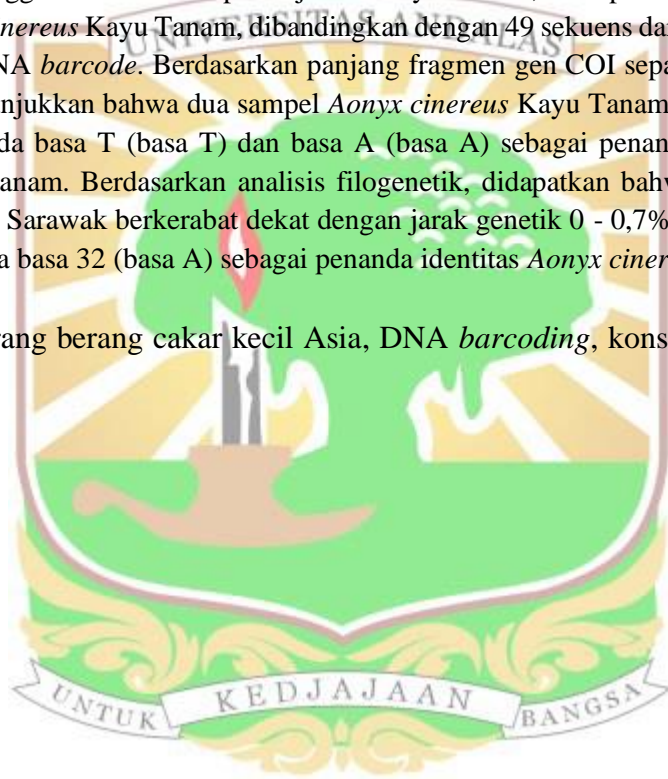 UNIVERSITAS ANDALAS
nereus Kayu Tanam, dibandingkan dengan 49 sekuens da
NA barcode. Berdasarkan panjang fragmen gen COI sepa
njukkan bahwa dua sampel Aonyx cinereus Kayu Tanam
da basa T (basa T) dan basa A (basa A) sebagai penan
anam. Berdasarkan analisis filogenetik, didapatkan bahv
Sarawak berkerabat dekat dengan jarak genetik 0 - 0,7%
a basa 32 (basa A) sebagai penanda identitas Aonyx ciner
rang berang cakar kecil Asia, DNA barcoding, kons
UNTUK KEDJAJAAN BANGSA